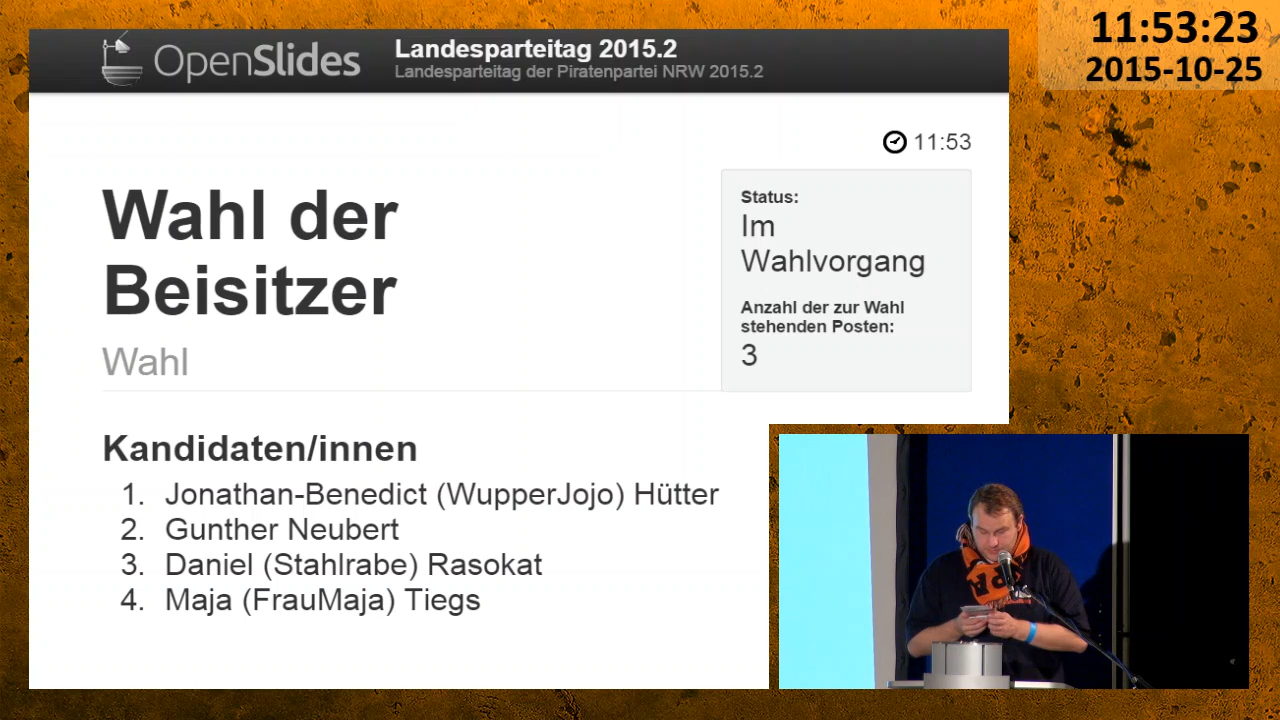 11:53:23
2015-10-25
OpenSlides
Landesparteitag 2015.2
Landesparteitag der Piratenpartei NRW 2015.2
11:53
Wahl der
Beisitzer
Wahl
Status:
Im
Wahlvorgang
Anzahl der zur Wahl
stehenden Posten:
3
Kandidaten/innen
1. Jonathan-Benedict (WupperJojo) Hütter
2. Gunther Neubert
3. Daniel (Stahlrabe) Rasokat
4. Maja (FrauMaja) Tiegs